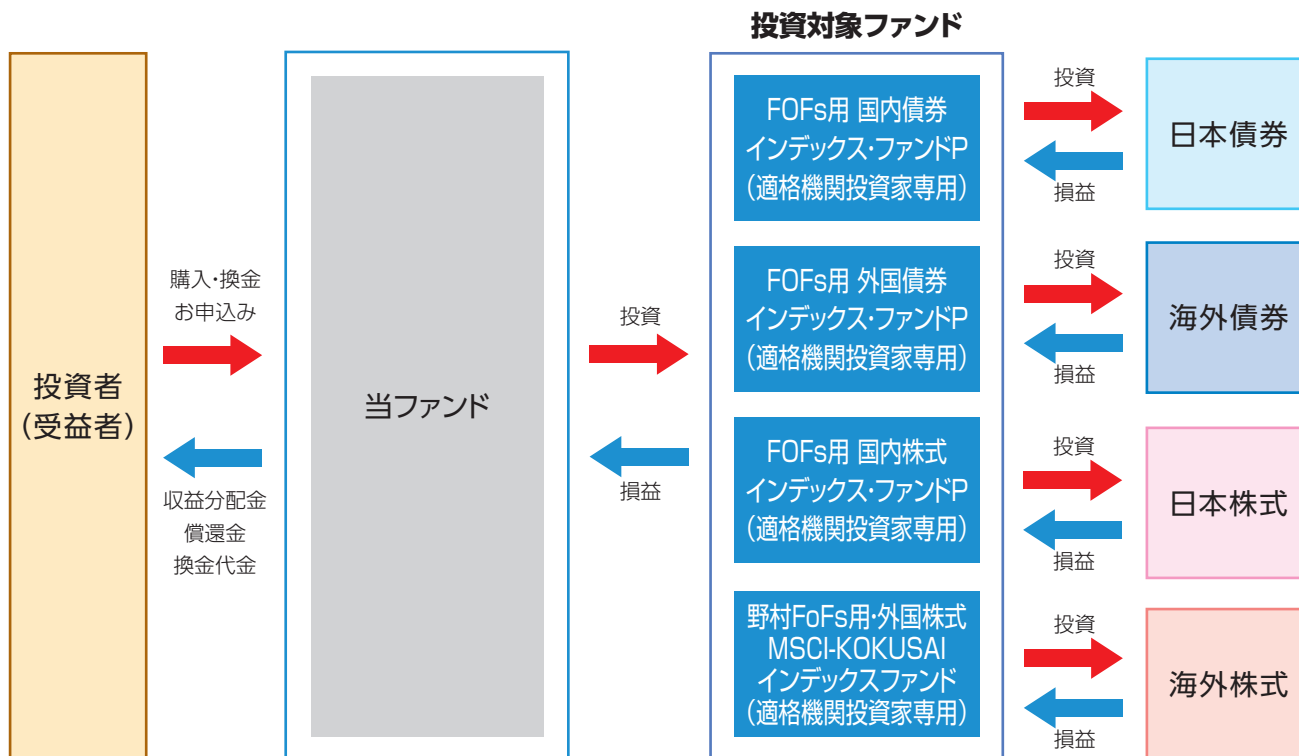 投資対象ファンド
投資者
(受益者)
購入・換金
お申込み
収益分配金
償還金
換金代金
当ファンド
投資
損益
FOFs用 国内債券
インデックス・ファンドP
(適格機関投資家専用)
投資
損益
日本債券
FOFs用 外国債券
インデックス・ファンドP
(適格機関投資家専用)
投資
損益
海外債券
FOFs用 国内株式
インデックス・ファンドP
(適格機関投資家専用)
投資
損益
日本株式
野村FoFs用・外国株式
MSCI-KOKUSAI
インデックスファンド
(適格機関投資家専用)
投資
損益
海外株式